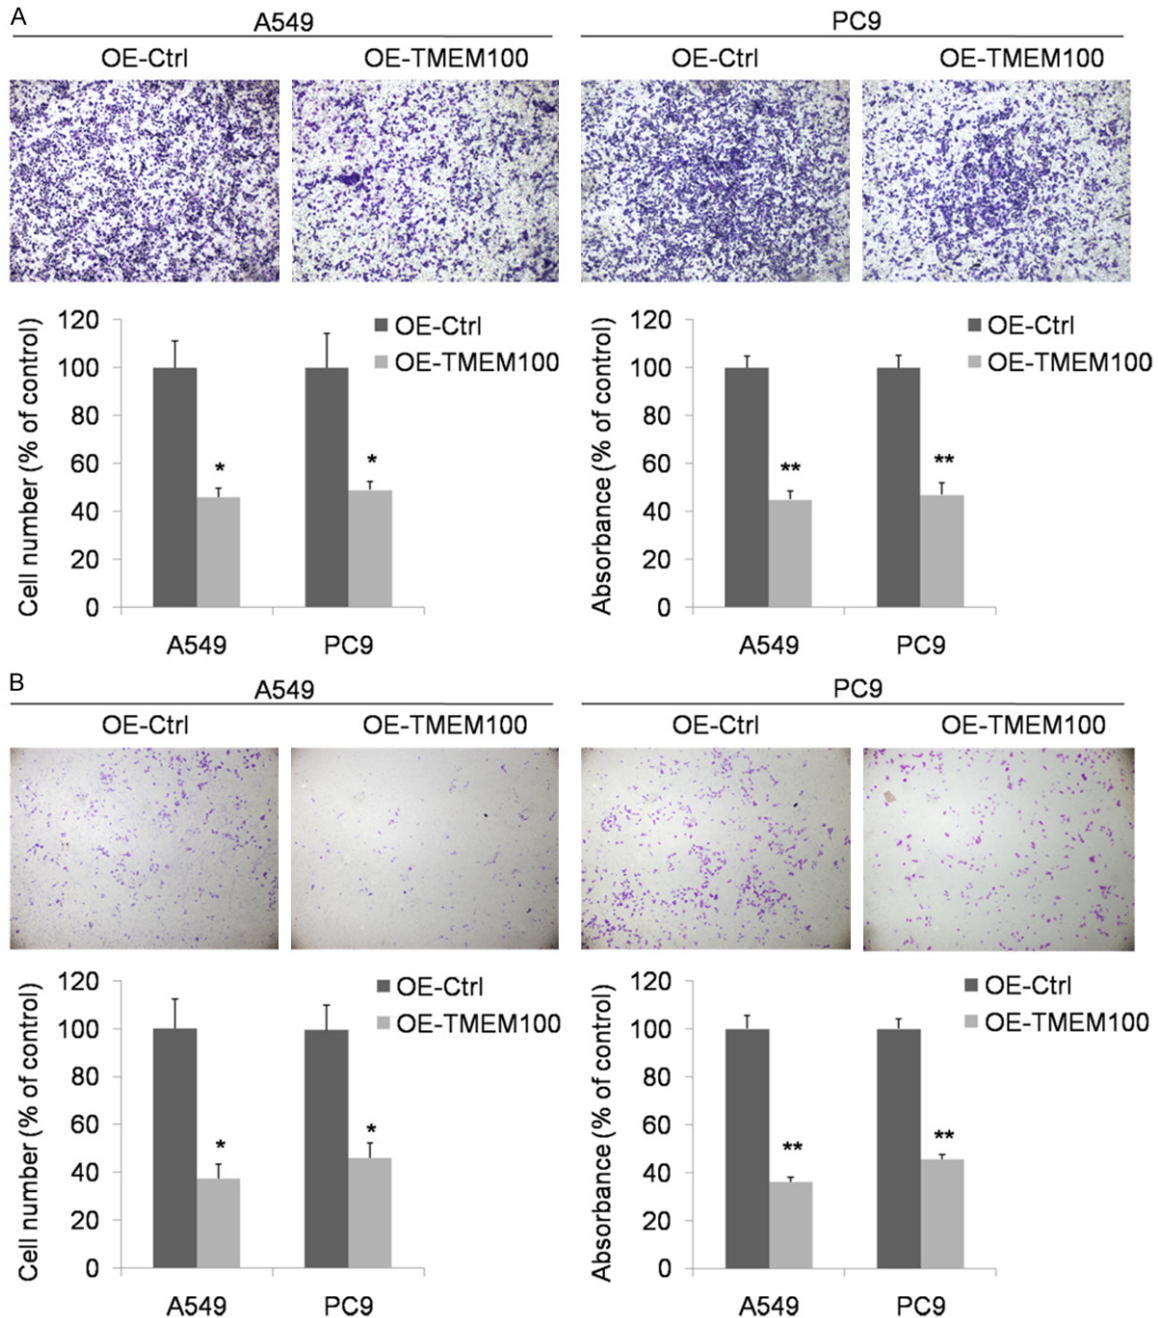 A
A549
PC9
OE-Ctrl
OE-TMEM100
OE-Ctrl
OE-TMEM100
Cell number (% of control)
120
100
80
60
40
20
0
*
*
OE-Ctrl
OE-TMEM100
A549
PC9
Absorbance (% of control)
120
100
80
60
40
20
0
**
**
OE-Ctrl
OE-TMEM100
A549
PC9
B
A549
PC9
OE-Ctrl
OE-TMEM100
OE-Ctrl
OE-TMEM100
Cell number (% of control)
120
100
80
60
40
20
0
*
*
OE-Ctrl
OE-TMEM100
A549
PC9
Absorbance (% of control)
120
100
80
60
40
20
0
**
**
OE-Ctrl
OE-TMEM100
A549
PC9